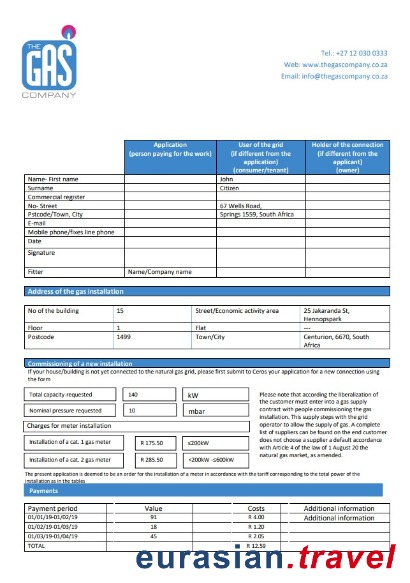 THE
GAS
COMPANY
Tel.: +27 12 030 0333
Web: www.thegascompany.co.za
Email: info@thegascompany.co.za
Application (person paying for the work)
User of the grid (if different from the application) (consumer/tenant)
Holder of the connection (if different from the applicant) (owner)
Name- First name John
Surname Citizen
Commercial register
No- Street 67 Wells Road,
Pstcode/Town, City Springs 1559, South Africa
E-mail
Mobile phone/fixes line phone
Date
Signature
Fitter Name/Company name
Address of the gas installation
No of the building 15 Street/Economic activity area 25 Jakaranda St, Hennopspark
Floor 1 Flat ---
Postcode 1499 Town/City Centurion, 6670, South Africa
Commissioning of a new installation
If your house/building is not yet connected to the natural gas grid, please first submit to Ceros your application for a new connection using
the form
Total capacity requested 140 kW
Nominal pressure requested 10 mbar
Charges for meter installation
Installation of a cat. 1 gas meter R 175.50 ≤200kW
Installation of a cat. 3 gas meter R 285.50 <200kW -≤600kW
Please note that according the liberalization of
the customer must enter into a gas supply
contract with people commissioning the gas
installation. This supply steps with the grid
operator to allow the supply of gas. A complete
list of suppliers can be found on the end customer
does not choose a supplier a default accordance
with Article 4 of the law of 1 August 20 the
natural gas market, as amended.
The present application is deemed to be an order for the installation of a meter in accordance with the tariff corresponding to the total power of the
installation as in the tables
Payments
Payment period Value Costs Additional information
01/01/19-01/02/19 91 R 4.00 Additional information
01/02/19-01/03/19 18 R 1.20
01/03/19-01/04/19 45 R 2.05
TOTAL R 12.50
eurasian.travel